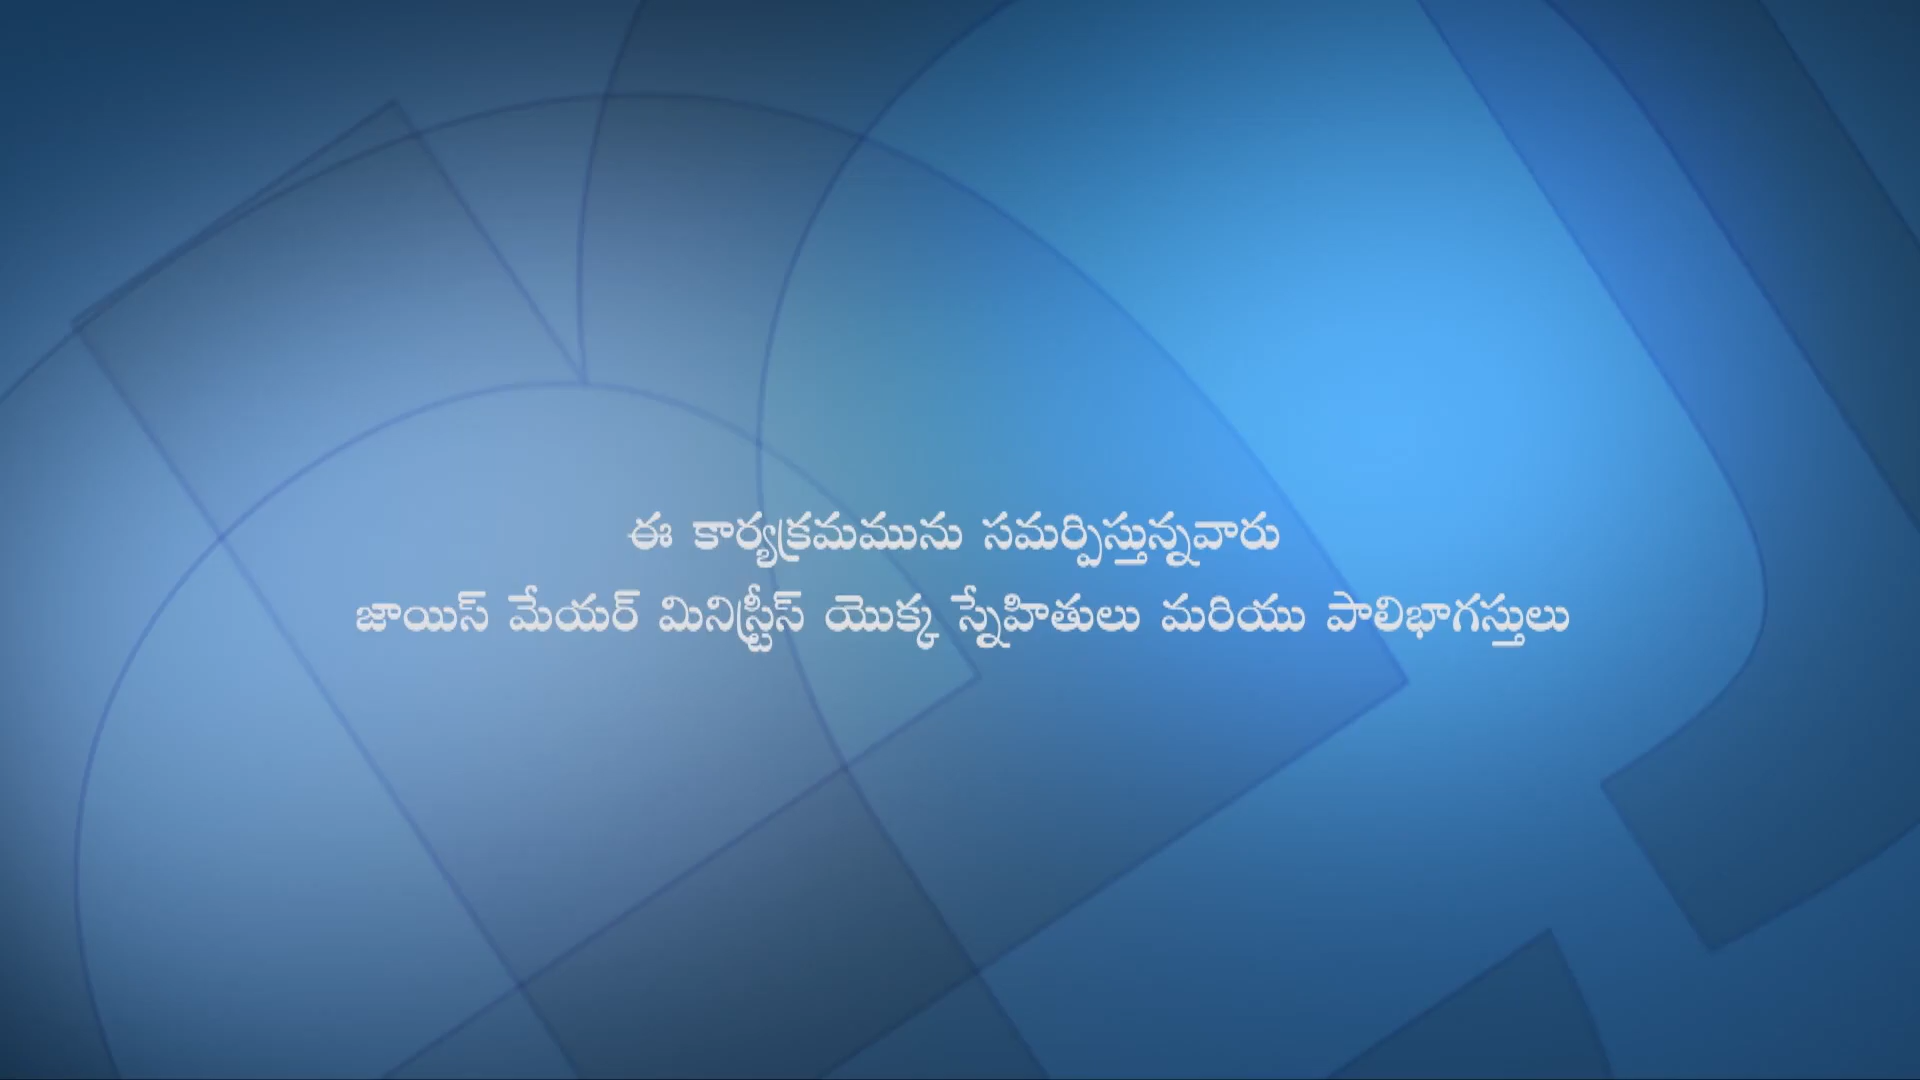 ఈ కార్యక్రమమును సమర్పిస్తున్నవారు
జాయిస్ మేయర్ మినిస్ట్రీస్ యొక్క స్నేహితులు మరియు పాలిభాగస్తులు